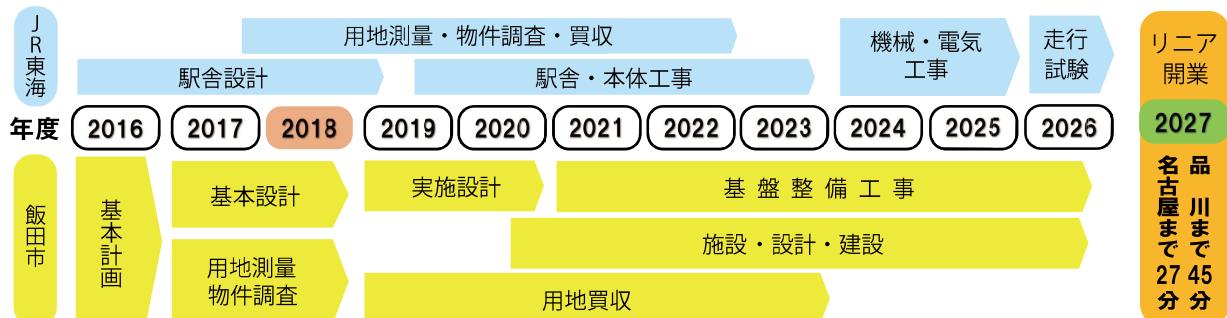 JR東海
用地測量・物件調査・買収
駅舎設計
駅舎・本体工事
機械・電気
工事
走行
試験
リニア
開業
年度
2016
2017
2018
2019
2020
2021
2022
2023
2024
2025
2026
2027
飯田市
基本計画
基本設計
用地測量
物件調査
実施設計
基盤整備工事
施設・設計・建設
用地買収
品川まで45分
名古屋まで27分